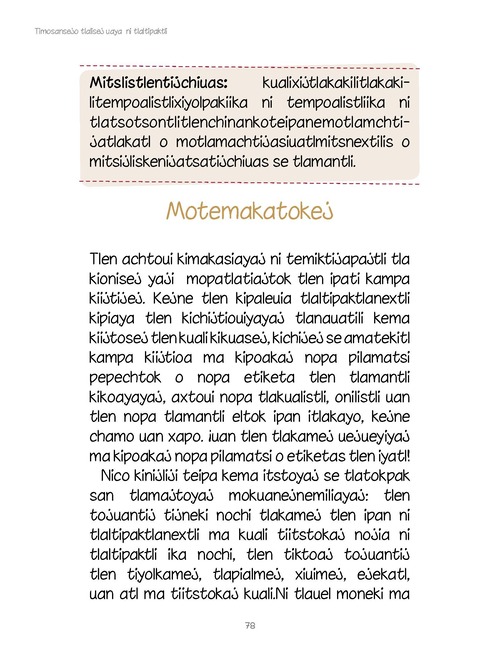 Timosansejo tlalisej uaya ni tlaltipaktli
Mitslistlentijchiuas: kualixijtlakakilitlakaki-
litempoalistlixiyolpakiika ni tempoalistliika ni
tlatsotsontlitlenchinankoteipanemotlamchti-
jatlakatl o motlamachtijasiuatlmitsnextilis o
mitsijliskenijatsatijchiuas se tlamantli.
Motemakatokej
Tlen achtoui kimakasiayaj ni temiktijapajtli tla
kionisej yaji mopatlatiajtok tlen ipati kampa
kiijtijej. Kejne tlen kipaleuia tlaltipaktlanextli
kipiaya tlen kichijtiouiyayaj tlanauatili kema
kiijtosej tlen kuali kikuasej, kichijej se amatekitl
kampa kiijtioa ma kipoakaj nopa pilamatsi
pepechtok o nopa etiketa tlen tlamantli
kikoayayaj, axtoui nopa tlakualistli, onilistli uan
tlen nopa tlamantli eltok ipan itlakayo, kejne
chamo uan xapo. juan tlen tlakamej uejueyiyaj
ma kipoakaj nopa pilamatsi o etiketas tlen iyatl!
Nico kinijlijij teipa kema itstoyaj se tlatokpak
san tlamajtoyaj mokuanejnemiliayaj: tlen
tojuantij tijneki nochi tlakamej tlen ipan ni
tlaltipaktlanextli ma kuali tiitstokaj nojia ni
tlaltipaktli ika nochi, tlen tiktoaj tojuantij
tlen tiyolkamej, tlapialmej, xiuimej, ejekatl,
uan atl ma tiitstokaj kuali.Ni tlauel moneki ma
78